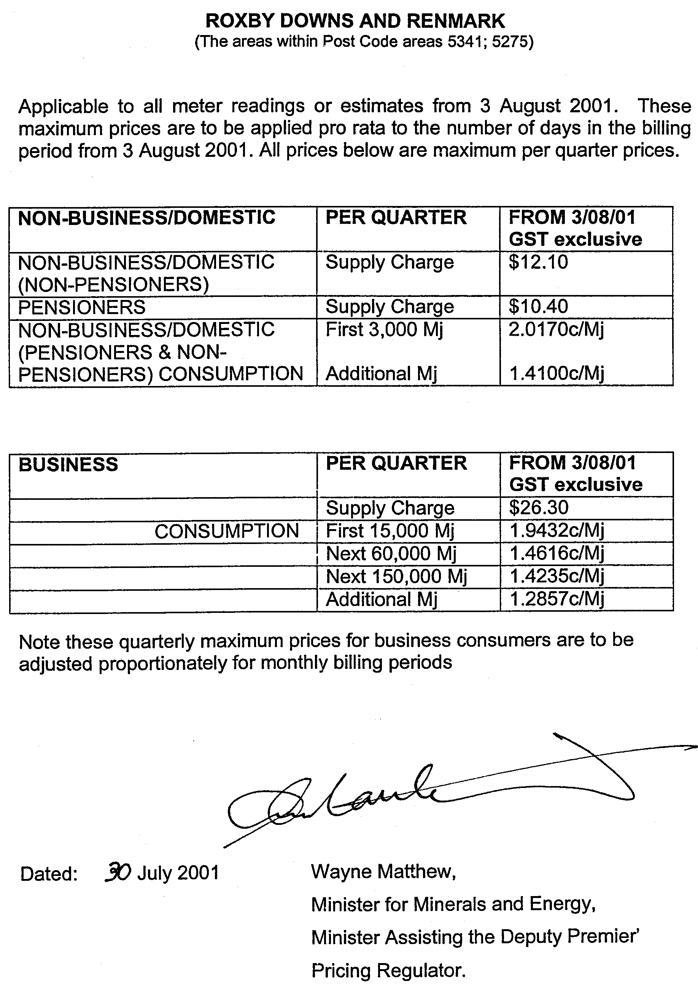 ROXBY DOWNS AND RENMARK
(The areas within Post Code areas 5341; 5275)
Applicable to all meter readings or estimates from 3 August 2001. These
maximum prices are to be applied pro rata to the number of days in the billing
period from 3 August 2001. All prices below are maximum per quarter prices.
NON-BUSINESS/DOMESTIC PER QUARTER FROM 3/08/01
GST exclusive
NON-BUSINESS/DOMESTIC Supply Charge $12.10
(NON-PENSIONERS)
PENSIONERS Supply Charge $10.40
NON-BUSINESS/DOMESTIC First 3,000 Mj 2.0170c/Mj
(PENSIONERS & NON-
PENSIONERS) CONSUMPTION Additional Mj 1.4100c/Mj
BUSINESS PER QUARTER FROM 3/08/01
GST exclusive
Supply Charge $26.30
CONSUMPTION First 15,000 Mj 1.9432c/Mj
Next 60,000 Mj 1.4616c/Mj
Next 150,000 Mj 1.4235c/Mj
Additional Mj 1.2857c/Mj
Note these quarterly maximum prices for business consumers are to be
adjusted proportionately for monthly billing periods
Dated: 30 July 2001 Wayne Matthew,
Minister for Minerals and Energy,
Minister Assisting the Deputy Premier'
Pricing Regulator.